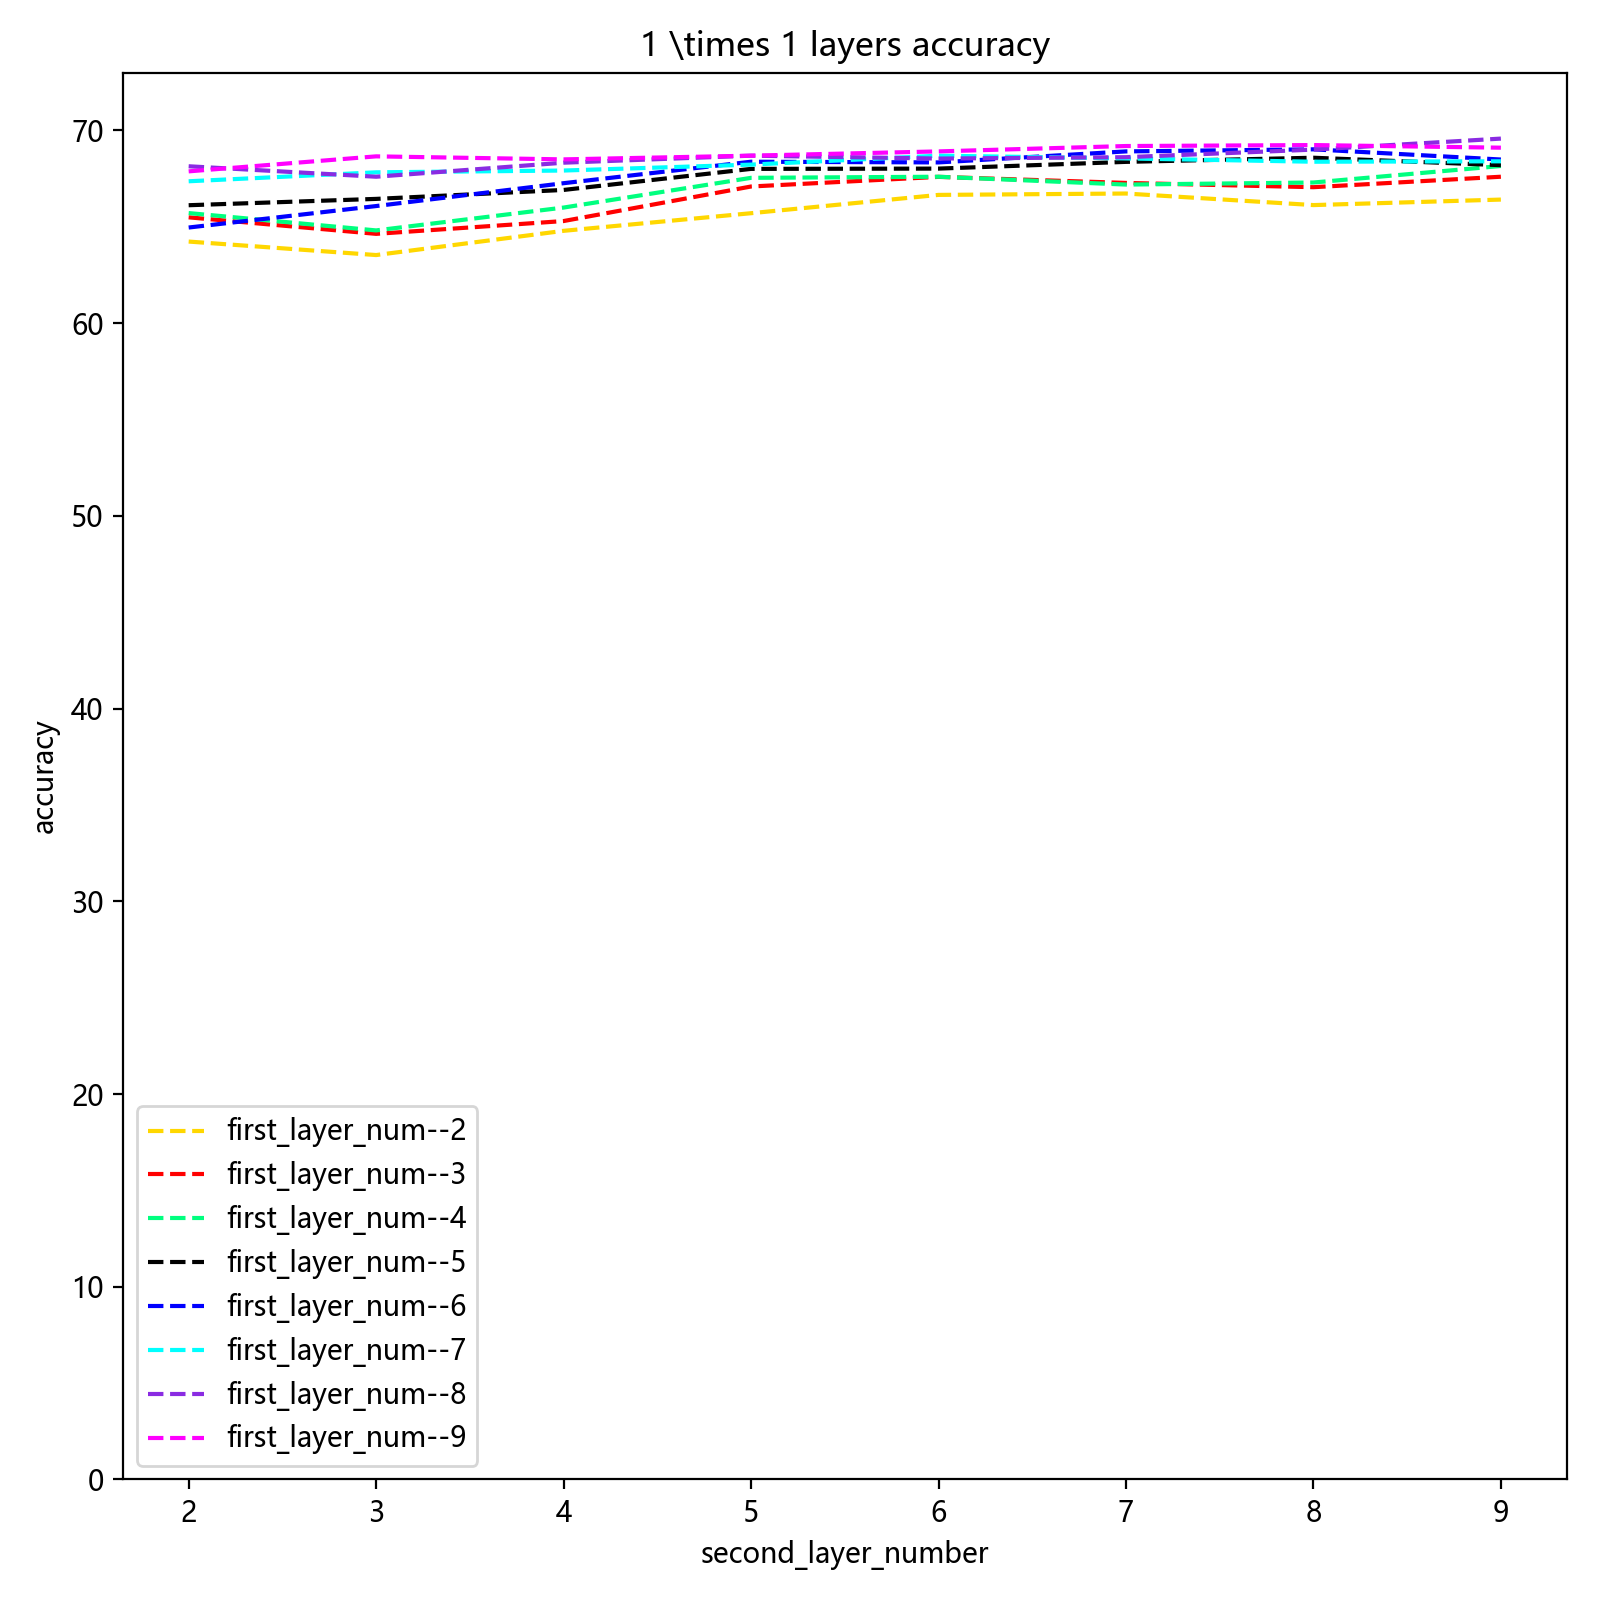 1 \times 1 layers accuracy
accuracy
70
60
50
40
30
20
10
0
first_layer_num--2
first_layer_num--3
first_layer_num--4
first_layer_num--5
first_layer_num--6
first_layer_num--7
first_layer_num--8
first_layer_num--9
2 3 4 5 6 7 8 9
second_layer_number